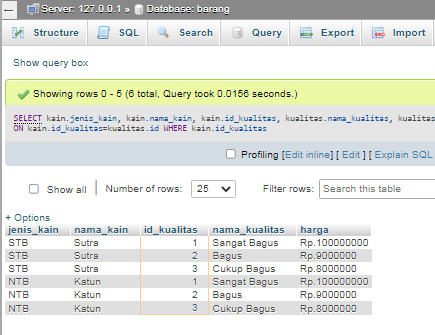 ← Server: 127.0.0.1 » Database: barang
Structure SQL Search Query Export Import
Show query box
Showing rows 0 - 5 (6 total, Query took 0.0156 seconds.)
SELECT kain.jenis_kain, kain.nama_kain, kain.id_kualitas, kualitas.nama_kualitas, kualitas
ON kain.id_kualitas=kualitas.id WHERE kain.id_kualitas
Profiling [Edit inline] [ Edit ] [ Explain SQL
Show all Number of rows: 25 Filter rows: Search this table
+ Options
jenis_kain nama_kain id_kualitas nama_kualitas harga
STB Sutra 1 Sangat Bagus Rp.100000000
STB Sutra 2 Bagus Rp.9000000
STB Sutra 3 Cukup Bagus Rp.8000000
NTB Katun 1 Sangat Bagus Rp.100000000
NTB Katun 2 Bagus Rp.9000000
NTB Katun 3 Cukup Bagus Rp.8000000